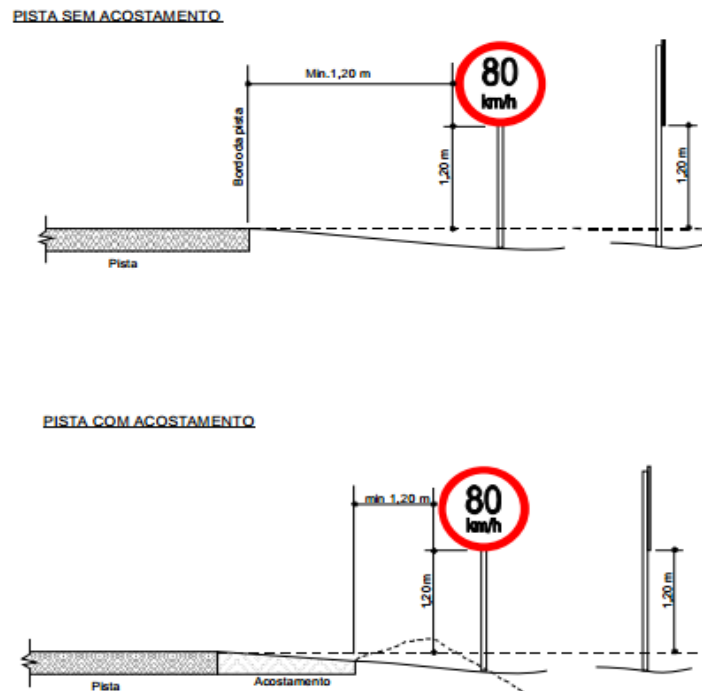 PISTA SEM ACOSTAMENTO
Min.1,20 m
80
km/h
Bordo da pista
1,20 m
1,20 m
Pista
PISTA COM ACOSTAMENTO
min 1,20 m
80
km/h
1,20 m
1,20 m
Pista
Acostamento